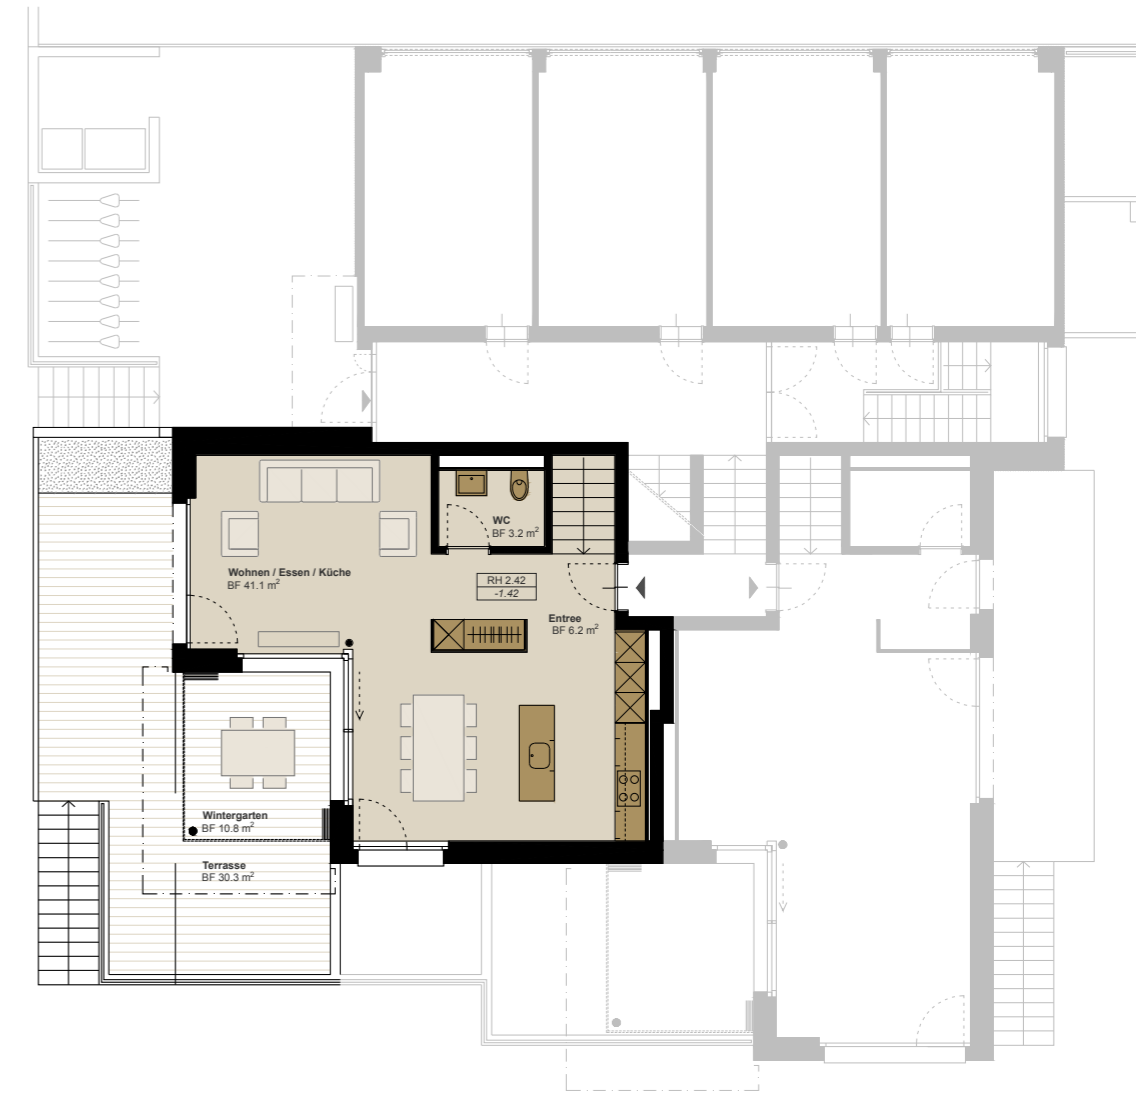 WC
BF 3.2 m²
Wohnen / Essen / Küche
BF 41.1 m²
RH 2.42
-1.42
Entree
BF 6.2 m²
Wintergarten
BF 10.8 m²
Terrasse
BF 30.3 m²